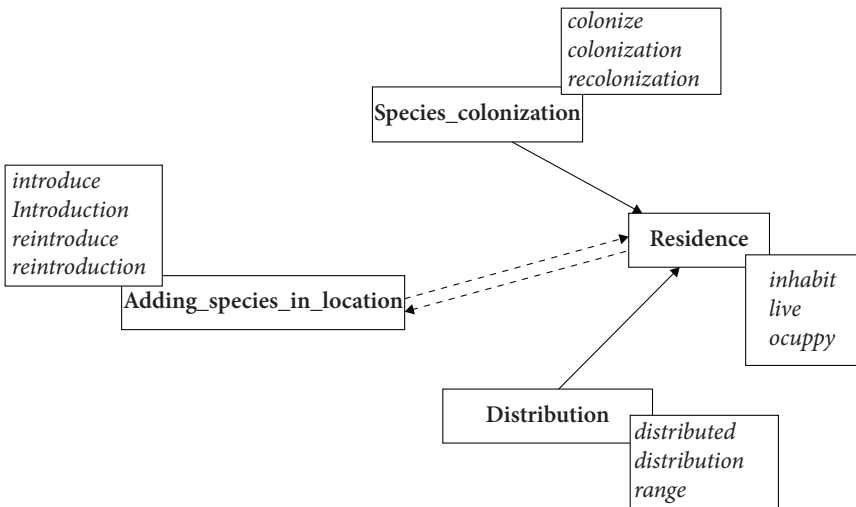 colonize
colonization
recolonization
Species_colonization
introduce
Introduction
reintroduce
reintroduction
Adding_species_in_location
Residence
inhabit
live
ocuppy
Distribution
distributed
distribution
range